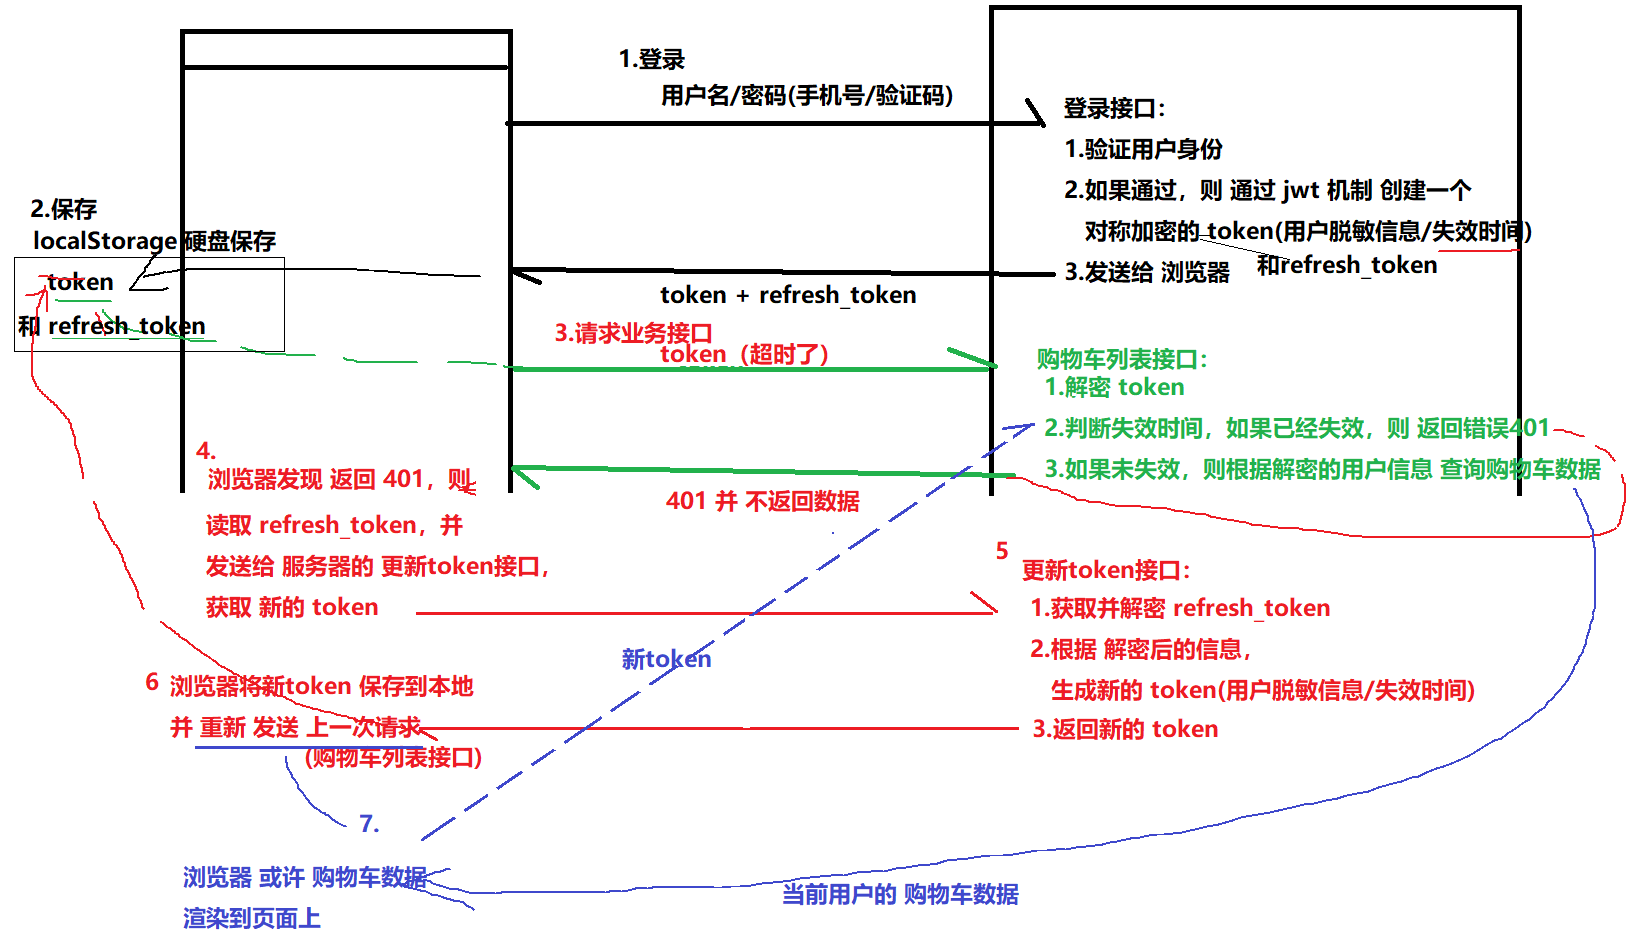 1.登录
用户名/密码(手机号/验证码)
登录接口：
1.验证用户身份
2.如果通过，则 通过 jwt 机制 创建一个
对称加密的 token(用户脱敏信息/失效时间)
和refresh_token
3.发送给 浏览器
2.保存
localStorage 硬盘保存
token
和 refresh_token
token + refresh_token
3.请求业务接口
token（超时了）
购物车列表接口：
1.解密 token
2.判断失效时间，如果已经失效，则 返回错误401
3.如果未失效，则根据解密的用户信息 查询购物车数据
401 并 不返回数据
4.
浏览器发现 返回 401，则
读取 refresh_token，并
发送给 服务器的 更新token接口，
获取 新的 token
5
更新token接口：
1.获取并解密 refresh_token
2.根据 解密后的信息，
生成新的 token(用户脱敏信息/失效时间)
3.返回新的 token
新token
6 浏览器将新token 保存到本地
并 重新 发送 上一次请求
(购物车列表接口)
7.
浏览器 或许 购物车数据
渲染到页面上
当前用户的 购物车数据